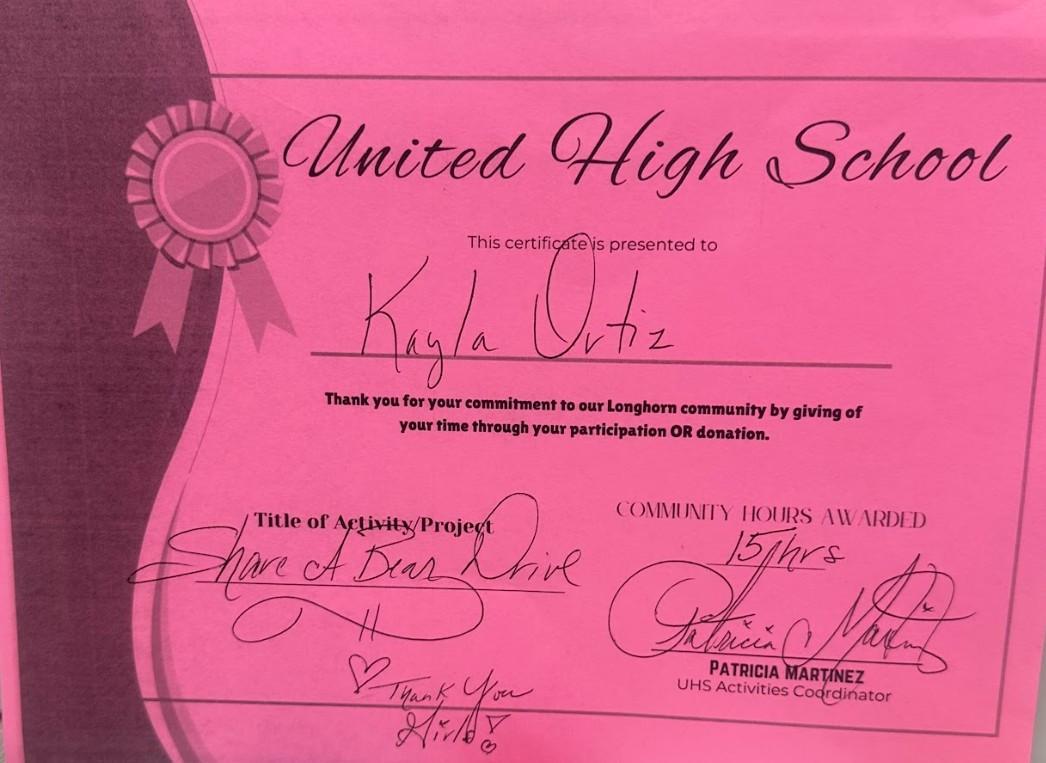 United High School
This certificate is presented to
Kayla Ortiz
Thank you for your commitment to our Longhorn community by giving of
your time through your participation OR donation.
Title of Activity/Project
Share A Bear Drive
COMMUNITY HOURS AWARDED
15 hrs
Patricia Martinez
PATRICIA MARTINEZ
UHS Activities Coordinator
Thank You